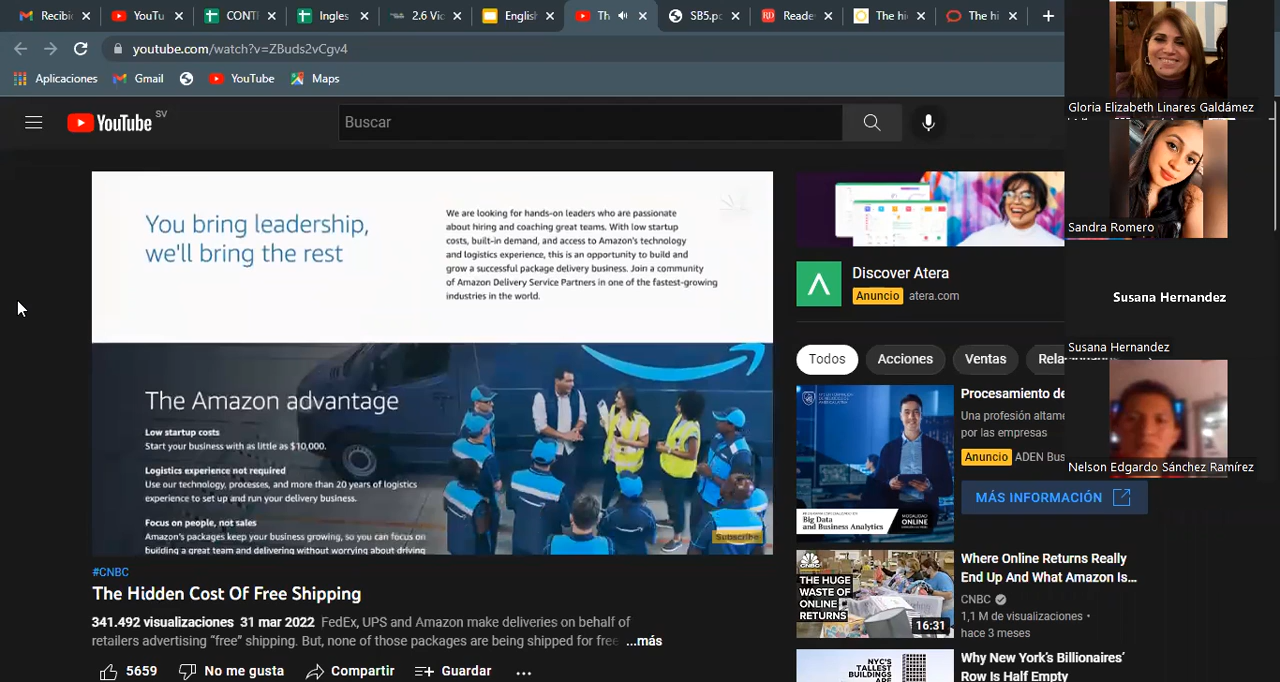 Recibi
YouTu
CONT
Ingles
2.6 Vic
English
Th
SB5.pc
Reade
The hi
The hi
youtube.com/watch?v=ZBuds2vCgv4
Aplicaciones
Gmail
YouTube
Maps
YouTube SV
Buscar
You bring leadership,
we'll bring the rest
We are looking for hands-on leaders who are passionate
about hiring and coaching great teams. With low startup
costs, built-in demand, and access to Amazon's technology
and logistics experience, this is an opportunity to build and
grow a successful package delivery business. Join a community
of Amazon Delivery Service Partners in one of the fastest-growing
industries in the world.
The Amazon advantage
Low startup costs
Start your business with as little as $10,000.
Logistics experience not required
Use our technology, processes, and more than 20 years of logistics
experience to set up and run your delivery business.
Focus on people, not sales
Amazon's packages keep your business growing, so you can focus on
building a great team and delivering without worrying about driving
Subscribe
#CNBC
The Hidden Cost Of Free Shipping
341.492 visualizaciones 31 mar 2022 FedEx, UPS and Amazon make deliveries on behalf of
retailers advertising “free” shipping. But, none of those packages are being shipped for free ...más
5659
No me gusta
Compartir
Guardar
Discover Atera
Anuncio atera.com
Todos
Acciones
Ventas
Rela
Big Data
and Business Analytics
MODALIDAD
ONLINE
Procesamiento de
Una profesión altame
por las empresas
Anuncio ADEN Bus
MÁS INFORMACIÓN
CNBC
THE HUGE
WASTE OF
ONLINE
RETURNS
16:31
Where Online Returns Really
End Up And What Amazon Is...
CNBC
1,1 M de visualizaciones •
hace 3 meses
NYC'S
TALLEST
BUILDINGS
ARE
Why New York's Billionaires'
Row Is Half Empty
Gloria Elizabeth Linares Galdámez
Sandra Romero
Susana Hernandez
Susana Hernandez
Nelson Edgardo Sánchez Ramírez